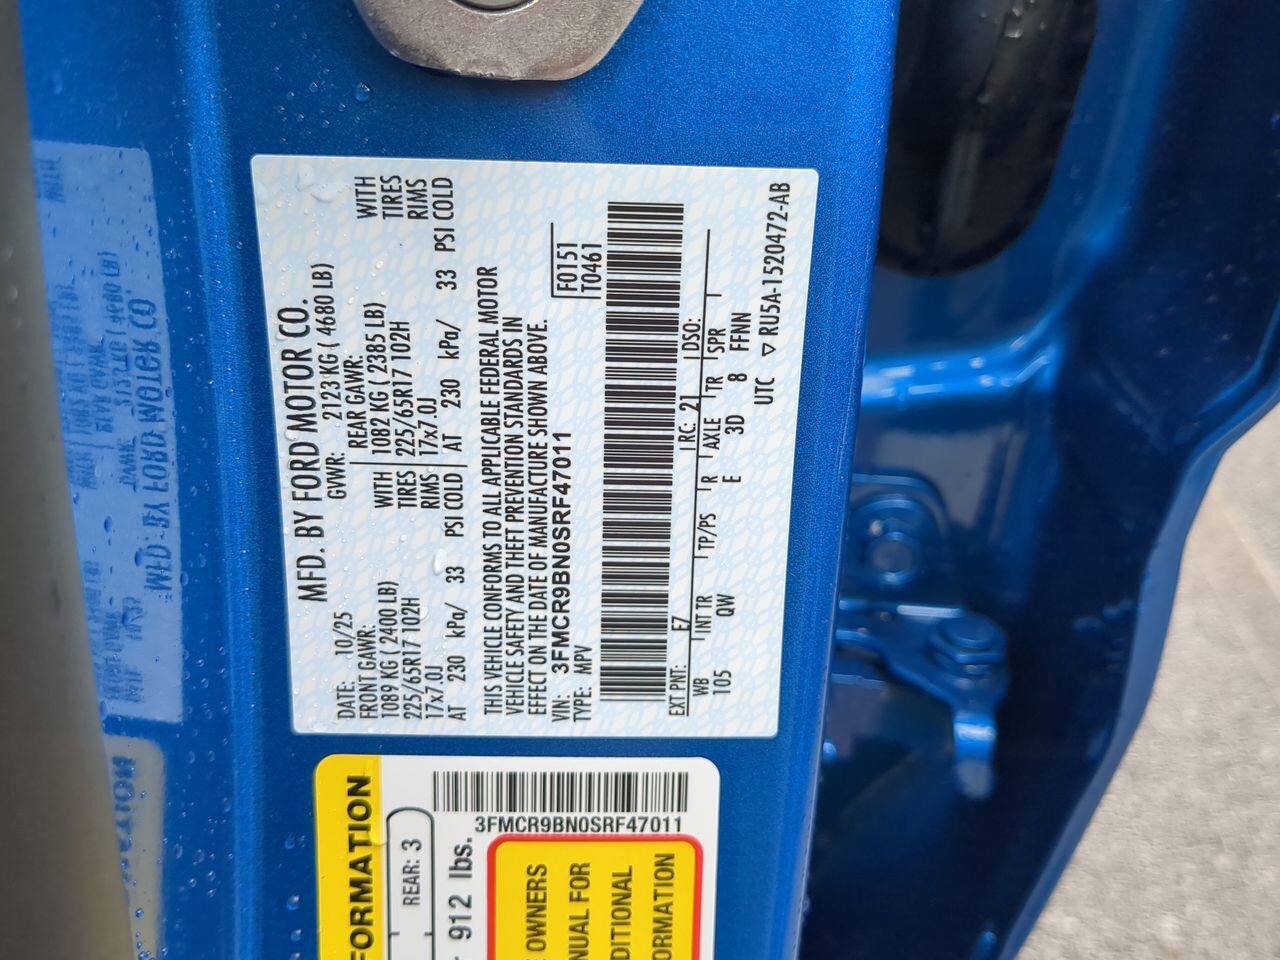 MFD. BY FORD MOTOR CO.
DATE: 10/25 GVWR: 2123 KG ( 4680 LB)
FRONT GAWR: REAR GAWR:
1089 KG ( 2400 LB) WITH 1082 KG ( 2385 LB) WITH
225/65R17 102H TIRES 225/65R17 102H TIRES
17x7.0J RIMS 17x7.0J RIMS
AT 230 kPa/ 33 PSI COLD AT 230 kPa/ 33 PSI COLD
THIS VEHICLE CONFORMS TO ALL APPLICABLE FEDERAL MOTOR
VEHICLE SAFETY AND THEFT PREVENTION STANDARDS IN
EFFECT ON THE DATE OF MANUFACTURE SHOWN ABOVE.
VIN: 3FMCR9BN0SRF47011 F0151
TYPE: MPV T0461
EXT PNT: E7 RC: 21 DSO:
WB INT TR TP/PS R AXLE TR SPR
105 QW E 3D 8 FFNN
UTC ▽ RU5A-1520472-AB
FORMATION
REAR: 3
912 lbs.
3FMCR9BN0SRF47011
OWNERS
NUAL FOR
DITIONAL
ORMATION